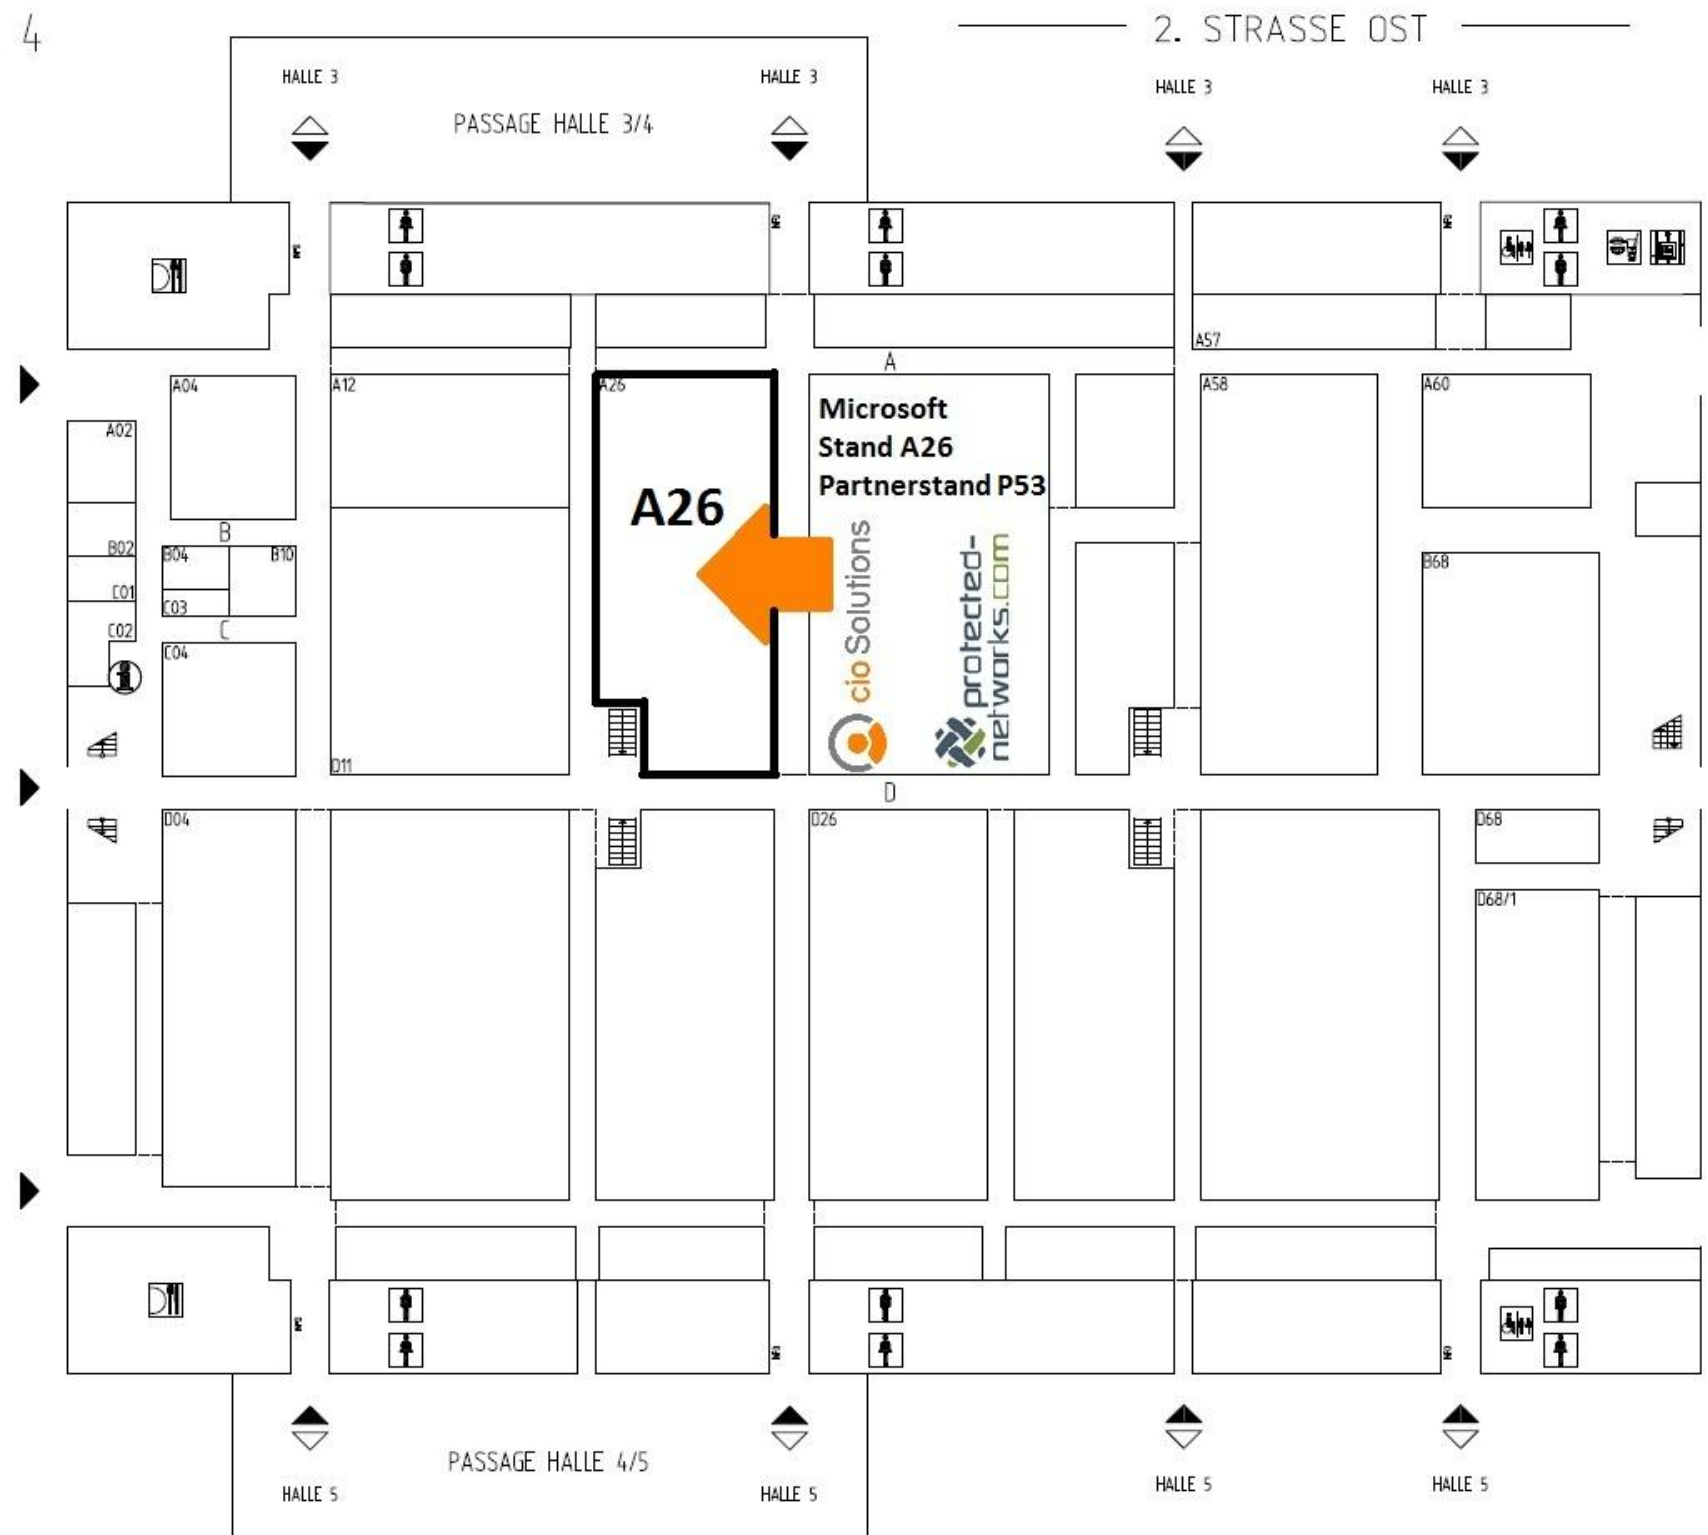 4
2. STRASSE OST
HALLE 3
HALLE 3
HALLE 3
HALLE 3
PASSAGE HALLE 3/4
A57
A
A04
A12
A26
A58
A60
Microsoft
Stand A26
Partnerstand P53
A02
A26
B
B02
B04
B10
B68
C01
C03
C02
C
C04
cio Solutions
protected-
networks.com
D11
D
D04
D26
D68
D68/1
PASSAGE HALLE 4/5
HALLE 5
HALLE 5
HALLE 5
HALLE 5